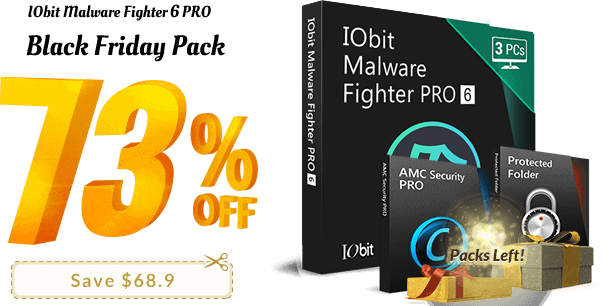 IObit Malware Fighter 6 PRO
Black Friday Pack
73% OFF
Save $68.9
3 PCs
IObit
Malware
Fighter PRO 6
IObit Malware Fighter PRO 6
IObit
AMC Security
PRO
AMC Security PRO
C
Protected
Folder
Protected Folder
Packs Left!